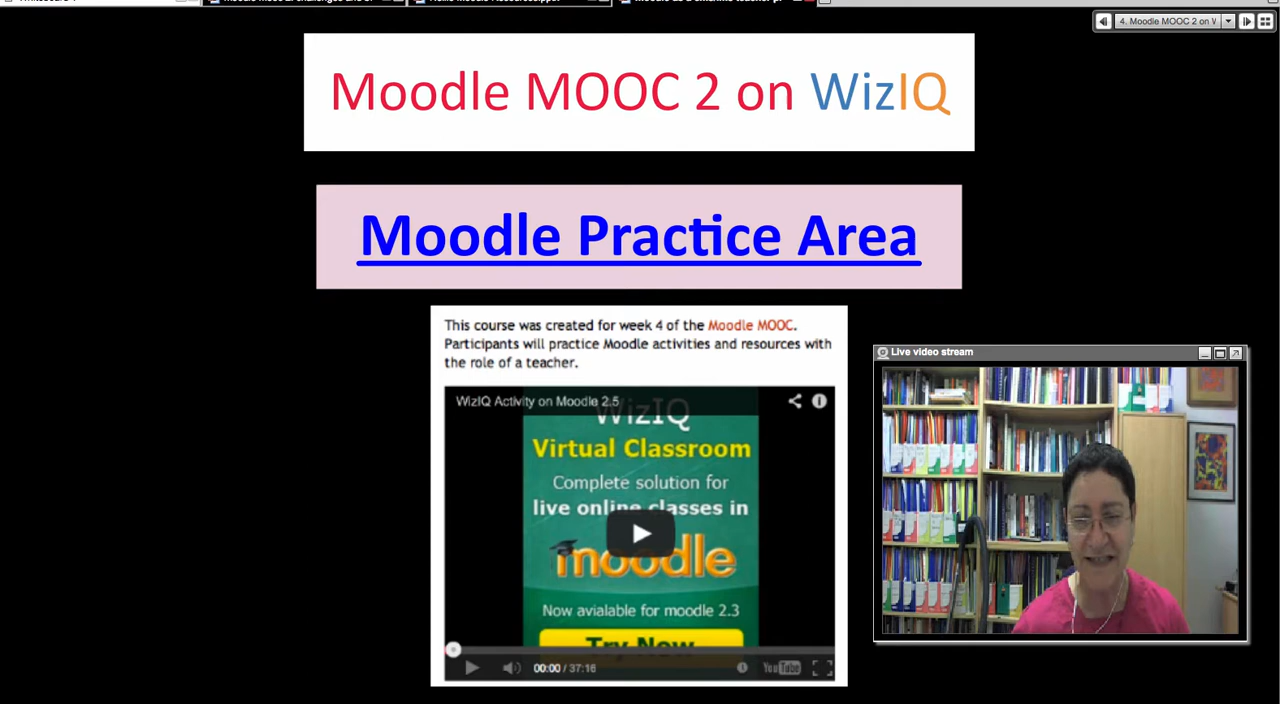 4. Moodle MOOC 2 on W
Moodle MOOC 2 on WizIQ
Moodle Practice Area
This course was created for week 4 of the Moodle MOOC.
Participants will practice Moodle activities and resources with
the role of a teacher.
WizIQ Activity on Moodle 2.5
WizIQ
Virtual Classroom
Complete solution for
live online classes in
moodle
Now avialable for moodle 2.3
Try Now
00:00 / 37:16
YouTube
Live video stream